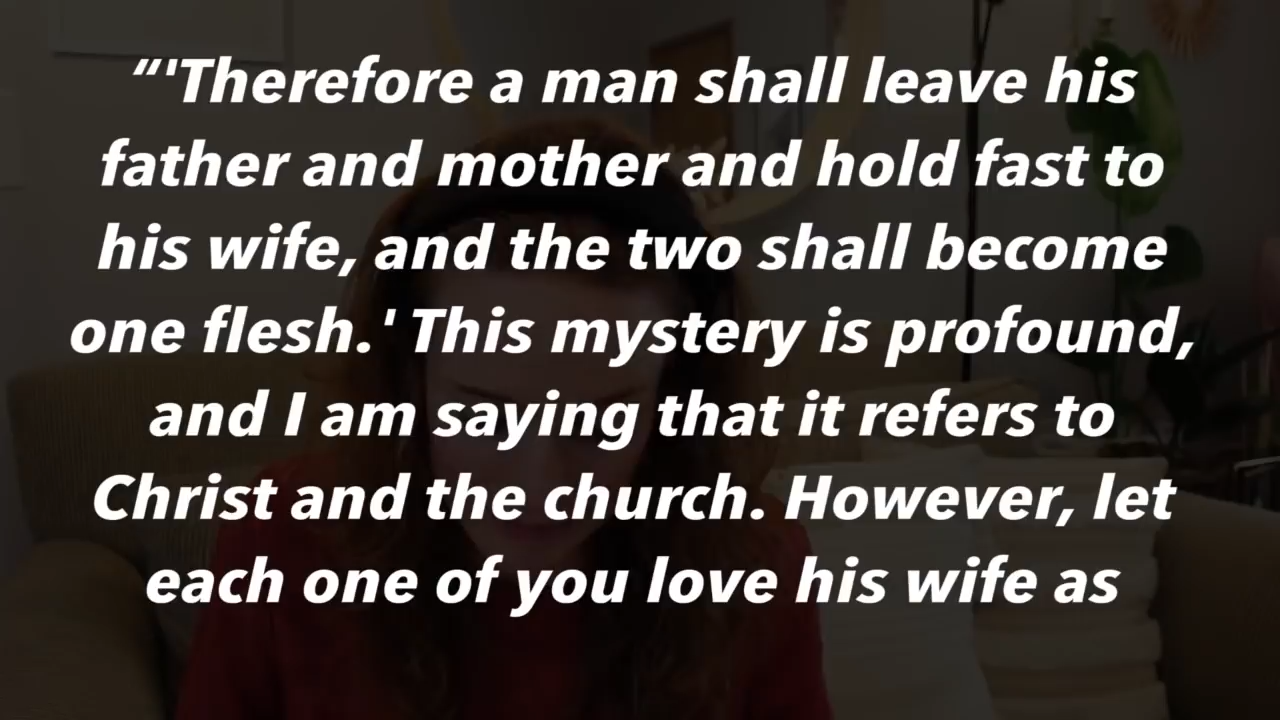 “'Therefore a man shall leave his
father and mother and hold fast to
his wife, and the two shall become
one flesh.' This mystery is profound,
and I am saying that it refers to
Christ and the church. However, let
each one of you love his wife as